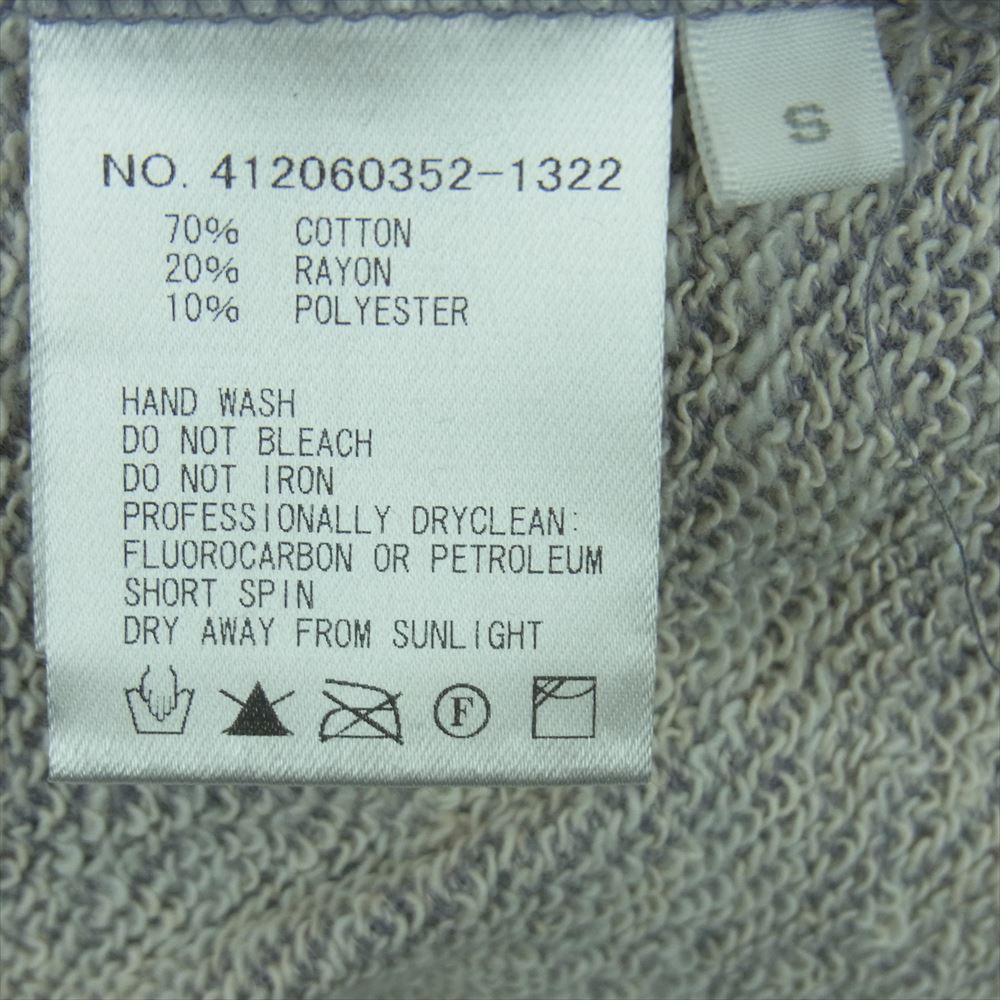 S
NO. 412060352-1322
70% COTTON
20% RAYON
10% POLYESTER
HAND WASH
DO NOT BLEACH
DO NOT IRON
PROFESSIONALLY DRYCLEAN:
FLUOROCARBON OR PETROLEUM
SHORT SPIN
DRY AWAY FROM SUNLIGHT
F